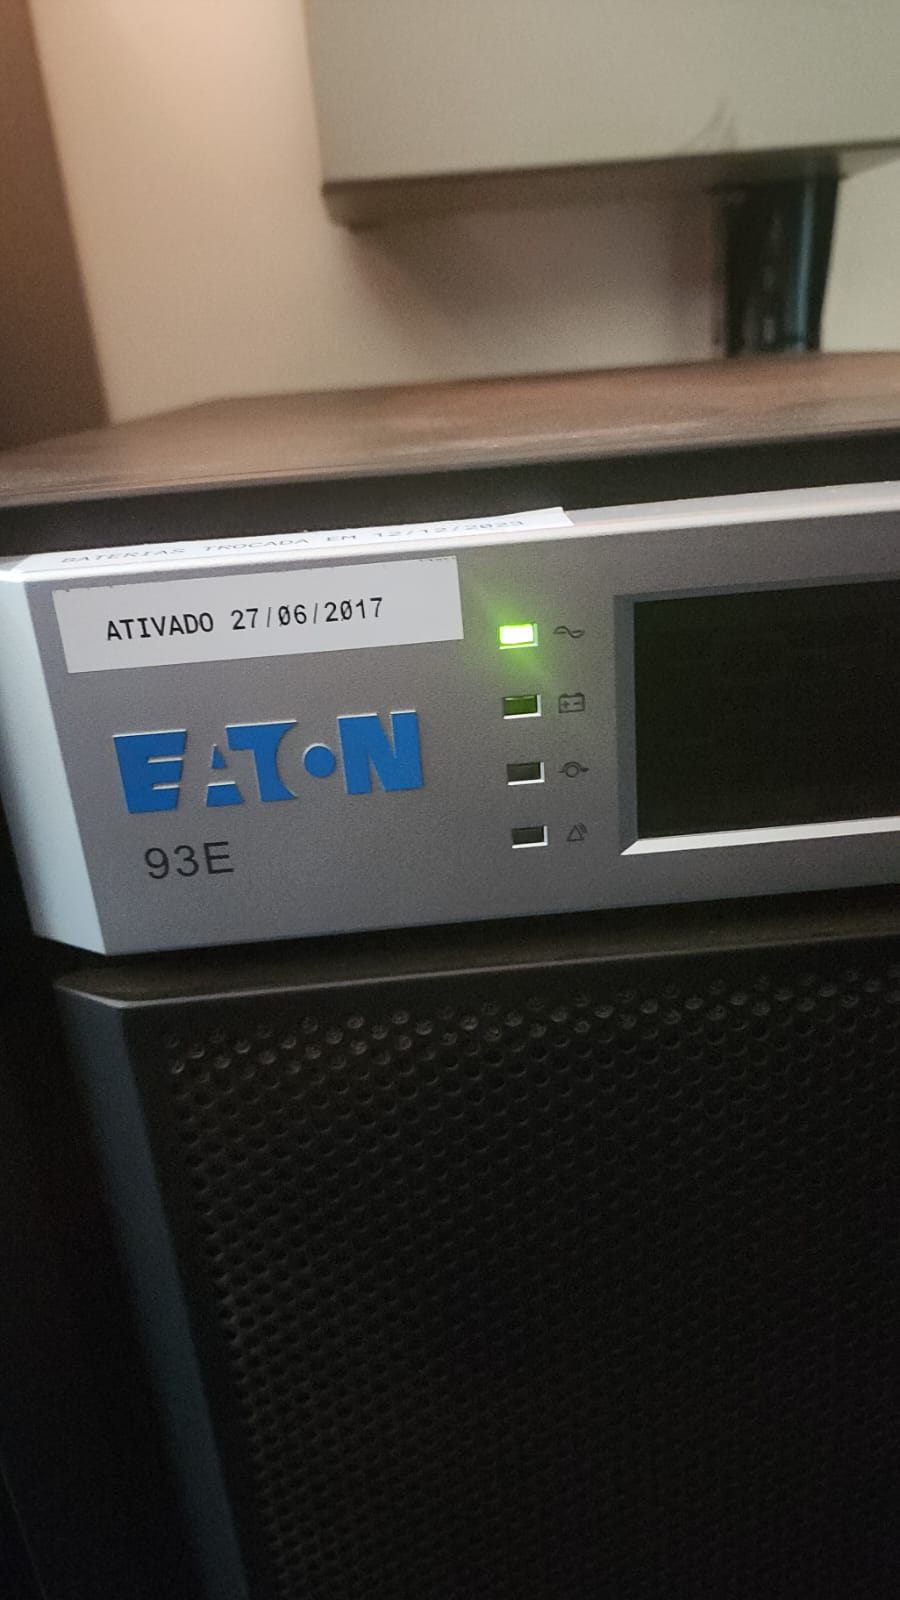 BATERIAS TROCADA EM 12/12/2023
ATIVADO 27/06/2017
EATON
93E